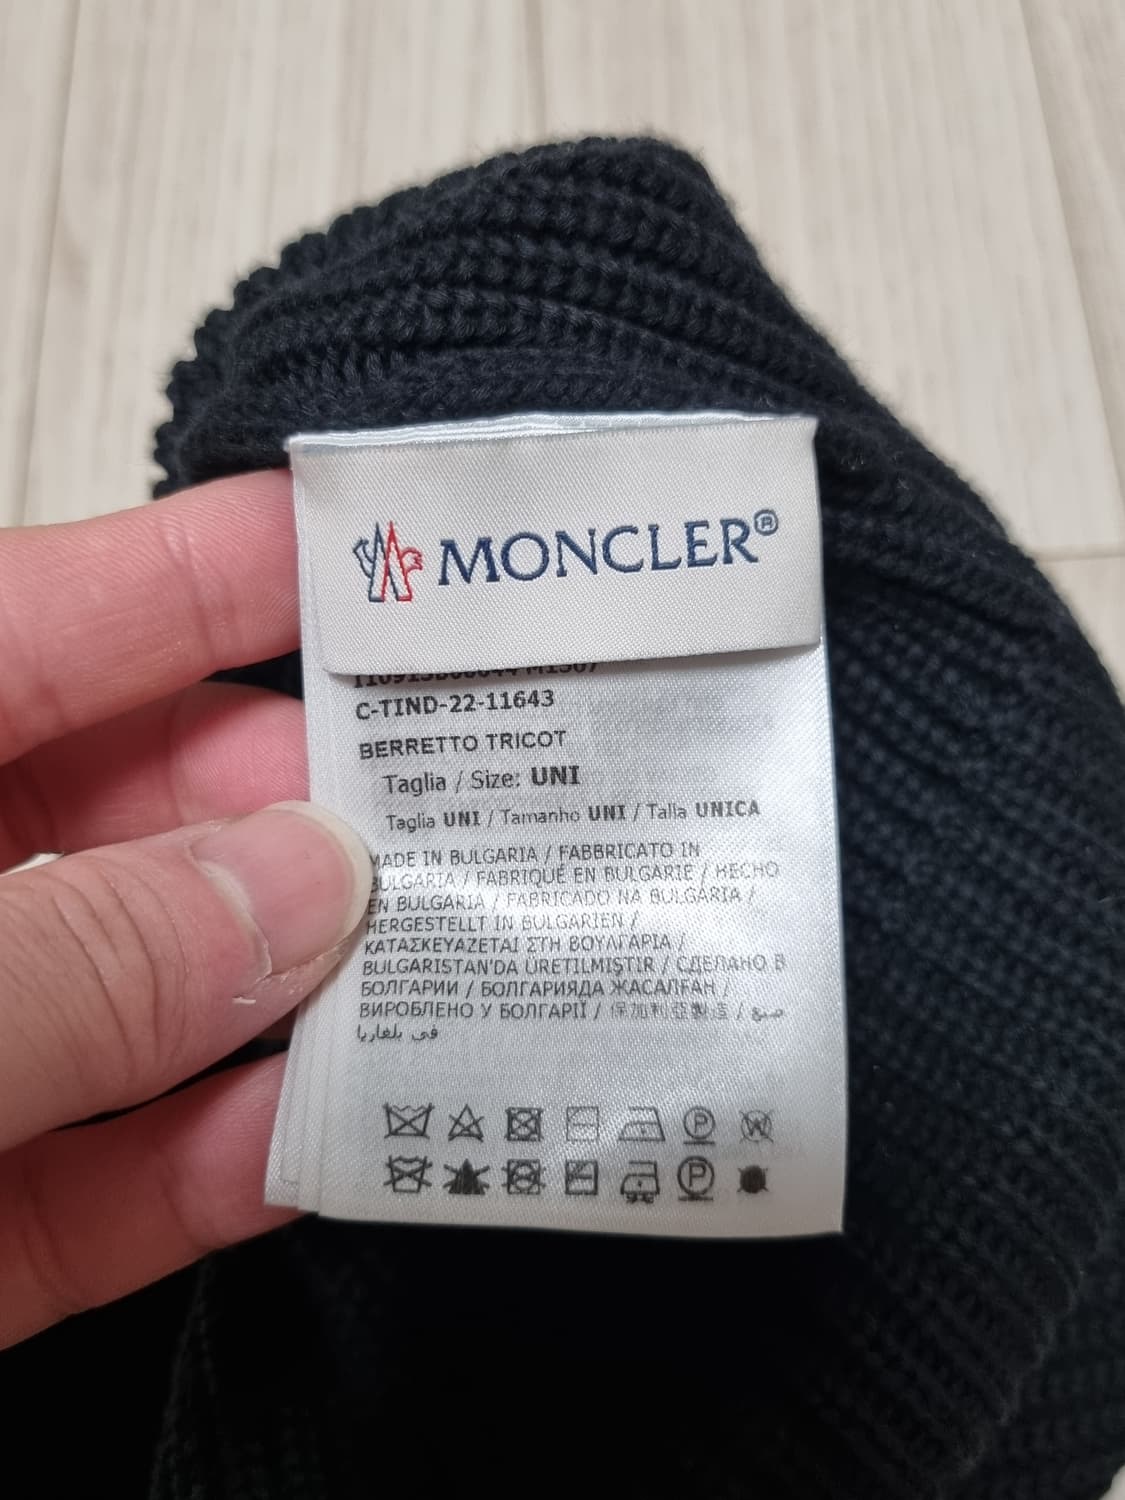 MONCLER®
C-TIND-22-11643
BERRETTO TRICOT
Taglia / Size: UNI
Taglia UNI / Tamanho UNI / Talla UNICA
MADE IN BULGARIA / FABBRICATO IN
BULGARIA / FABRIQUÉ EN BULGARIE / HECHO
EN BULGARIA / FABRICADO NA BULGÁRIA /
HERGESTELLT IN BULGARIEN /
ΚΑΤΑΣΚΕΥΑΖΕΤΑΙ ΣΤΗ ΒΟΥΛΓΑΡΙΑ /
BULGARISTAN'DA ÜRETILMIŞTIR / СДЕЛАНО В
БОЛГАРИИ / БОЛГАРИЯДА ЖАСАЛҒАН /
ВИРОБЛЕНО У БОЛГАРІЇ / 保加利亞製造 / صنع
في بلغاريا
P
W
P